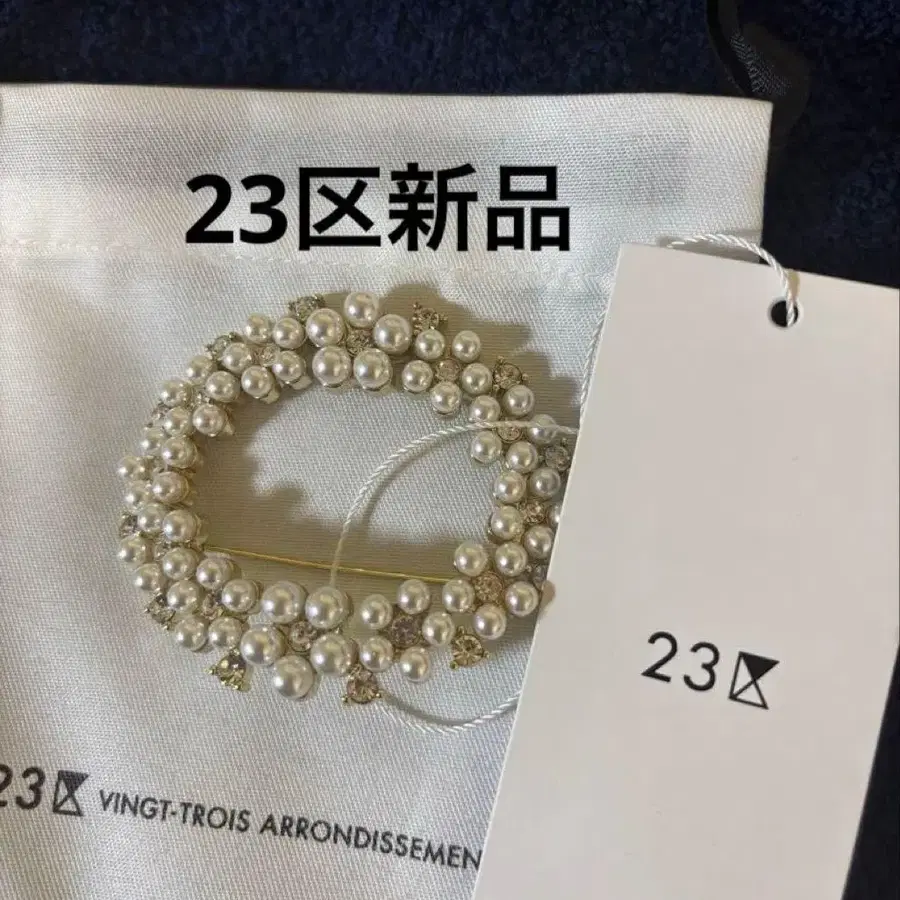 23区新品
23区
23区 VINGT-TROIS ARRONDISSEMEN